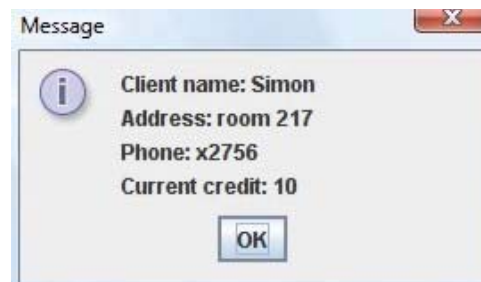 Message
Client name: Simon
Address: room 217
Phone: x2756
Current credit: 10
OK